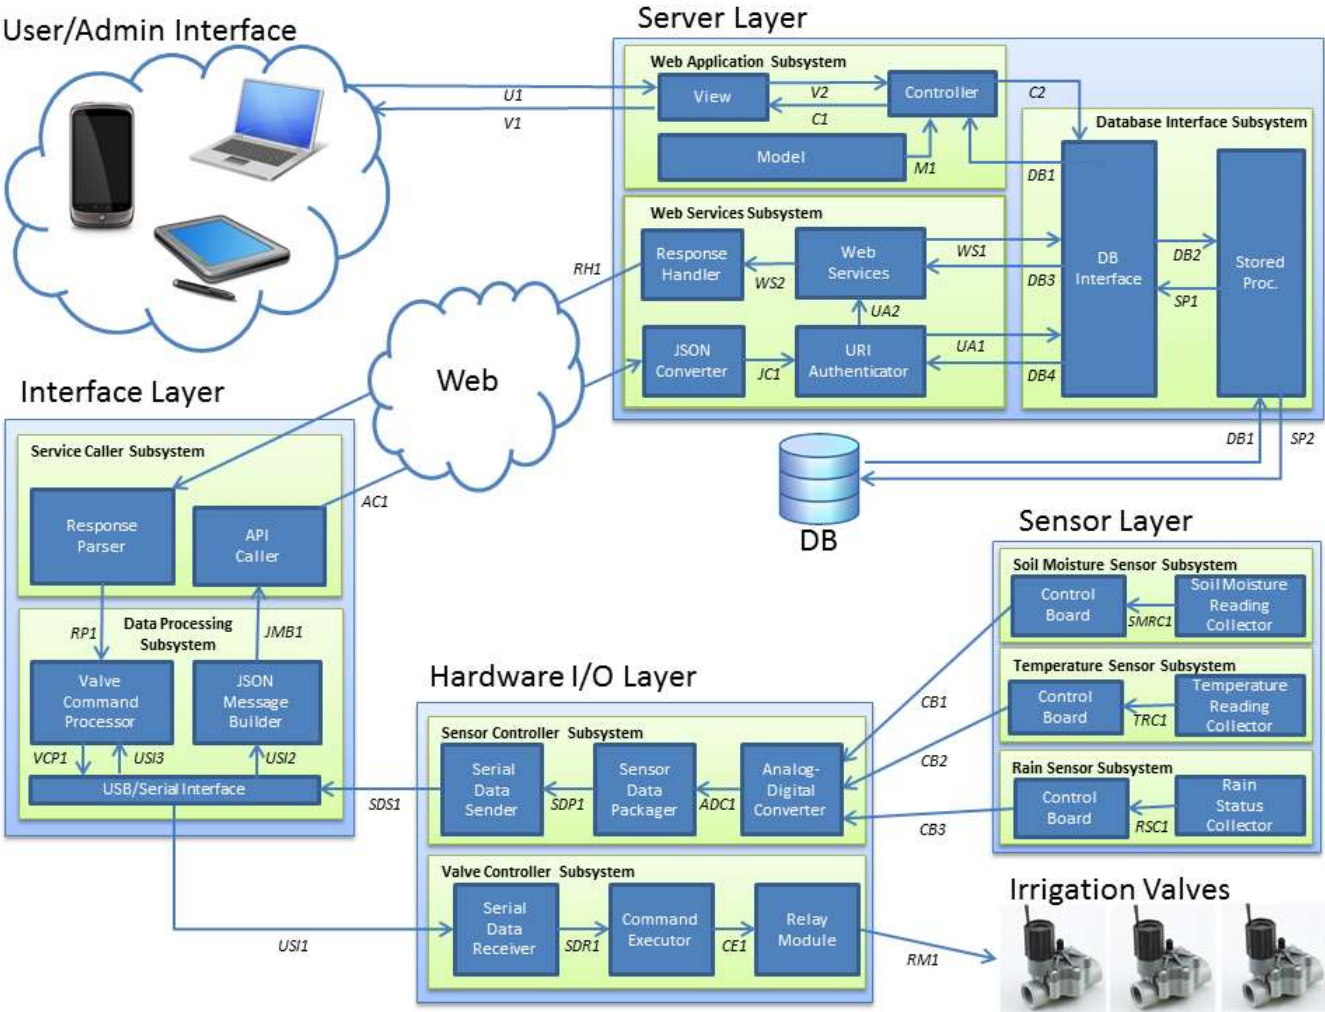 User/Admin Interface
Server Layer
Web Application Subsystem
View
V2
C1
Controller
C2
U1
V1
Model
M1
Database Interface Subsystem
DB1
DB
Interface
DB2
SP1
Stored
Proc.
Web Services Subsystem
Response
Handler
WS2
Web
Services
WS1
DB3
UA2
JSON
Converter
JC1
URI
Authenticator
UA1
DB4
RH1
Web
DB1
SP2
DB
Interface Layer
Service Caller Subsystem
Response
Parser
API
Caller
AC1
RP1
Data Processing
Subsystem
JMB1
Valve
Command
Processor
JSON
Message
Builder
VCP1
USI3
USI2
USB/Serial Interface
SDS1
USI1
Hardware I/O Layer
Sensor Controller Subsystem
Serial
Data
Sender
SDP1
Sensor
Data
Packager
ADC1
Analog-
Digital
Converter
Valve Controller Subsystem
Serial
Data
Receiver
SDR1
Command
Executor
CE1
Relay
Module
RM1
Sensor Layer
Soil Moisture Sensor Subsystem
Control
Board
SMRC1
Soil Moisture
Reading
Collector
CB1
Temperature Sensor Subsystem
Control
Board
TRC1
Temperature
Reading
Collector
CB2
Rain Sensor Subsystem
Control
Board
RSC1
Rain
Status
Collector
CB3
Irrigation Valves